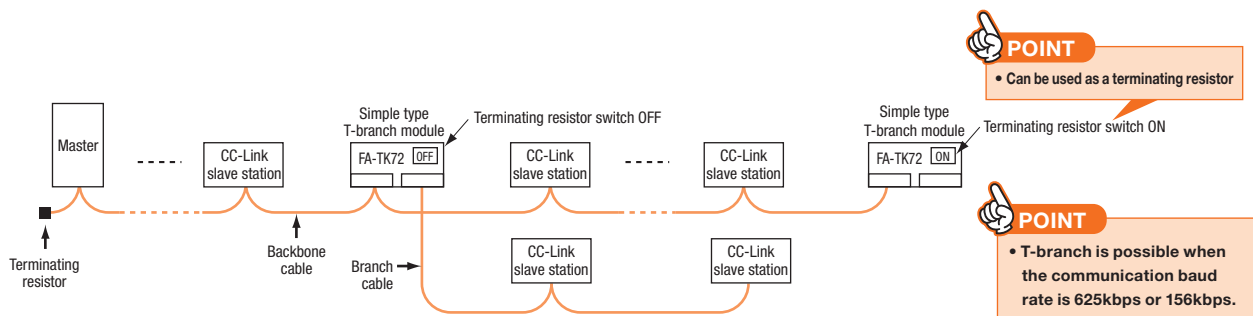 POINT
• Can be used as a terminating resistor
Simple type
T-branch module
Terminating resistor switch OFF
Simple type
T-branch module
Terminating resistor switch ON
Master
CC-Link
slave station
FA-TK72
OFF
CC-Link
slave station
CC-Link
slave station
FA-TK72
ON
Terminating
resistor
Backbone
cable
Branch
cable
CC-Link
slave station
CC-Link
slave station
POINT
• T-branch is possible when
the communication baud
rate is 625kbps or 156kbps.